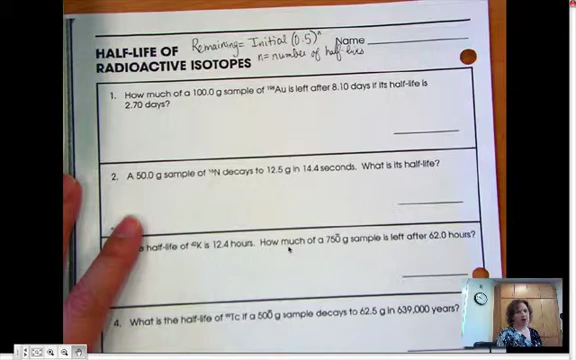 Remaining = Initial (0.5)ⁿ
n = number of half-lives
Name
HALF-LIFE OF
RADIOACTIVE ISOTOPES
1. How much of a 100.0 g sample of ¹⁹⁸Au is left after 8.10 days if its half-life is
2.70 days?
2. A 50.0 g sample of ¹⁶N decays to 12.5 g in 14.4 seconds. What is its half-life?
half-life of ⁴²K is 12.4 hours. How much of a 750̄ g sample is left after 62.0 hours?
4. What is the half-life of ⁹⁹Tc if a 500̄ g sample decays to 62.5 g in 639,000 years?